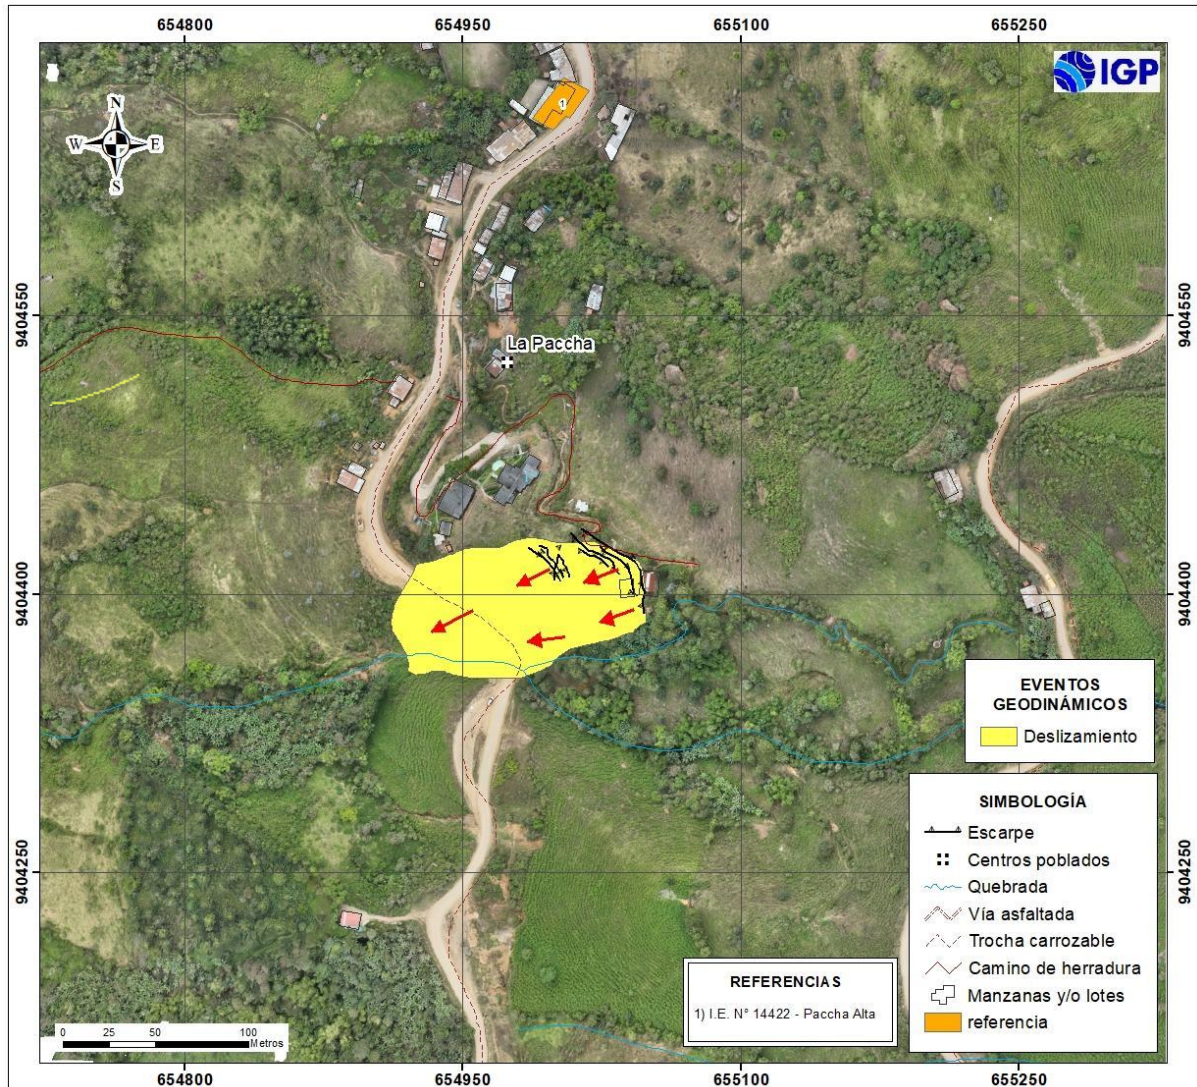 654800 654950 655100 655250
IGP
N
W E
S
1
9404550 9404550
La Paccha
9404400 9404400
EVENTOS
GEODINÁMICOS
Deslizamiento
SIMBOLOGÍA
Escarpe
Centros poblados
Quebrada
Vía asfaltada
Trocha carrozable
Camino de herradura
Manzanas y/o lotes
referencia
9404250 9404250
REFERENCIAS
1) I.E. N° 14422 - Paccha Alta
0 25 50 100
Metros
654800 654950 655100 655250